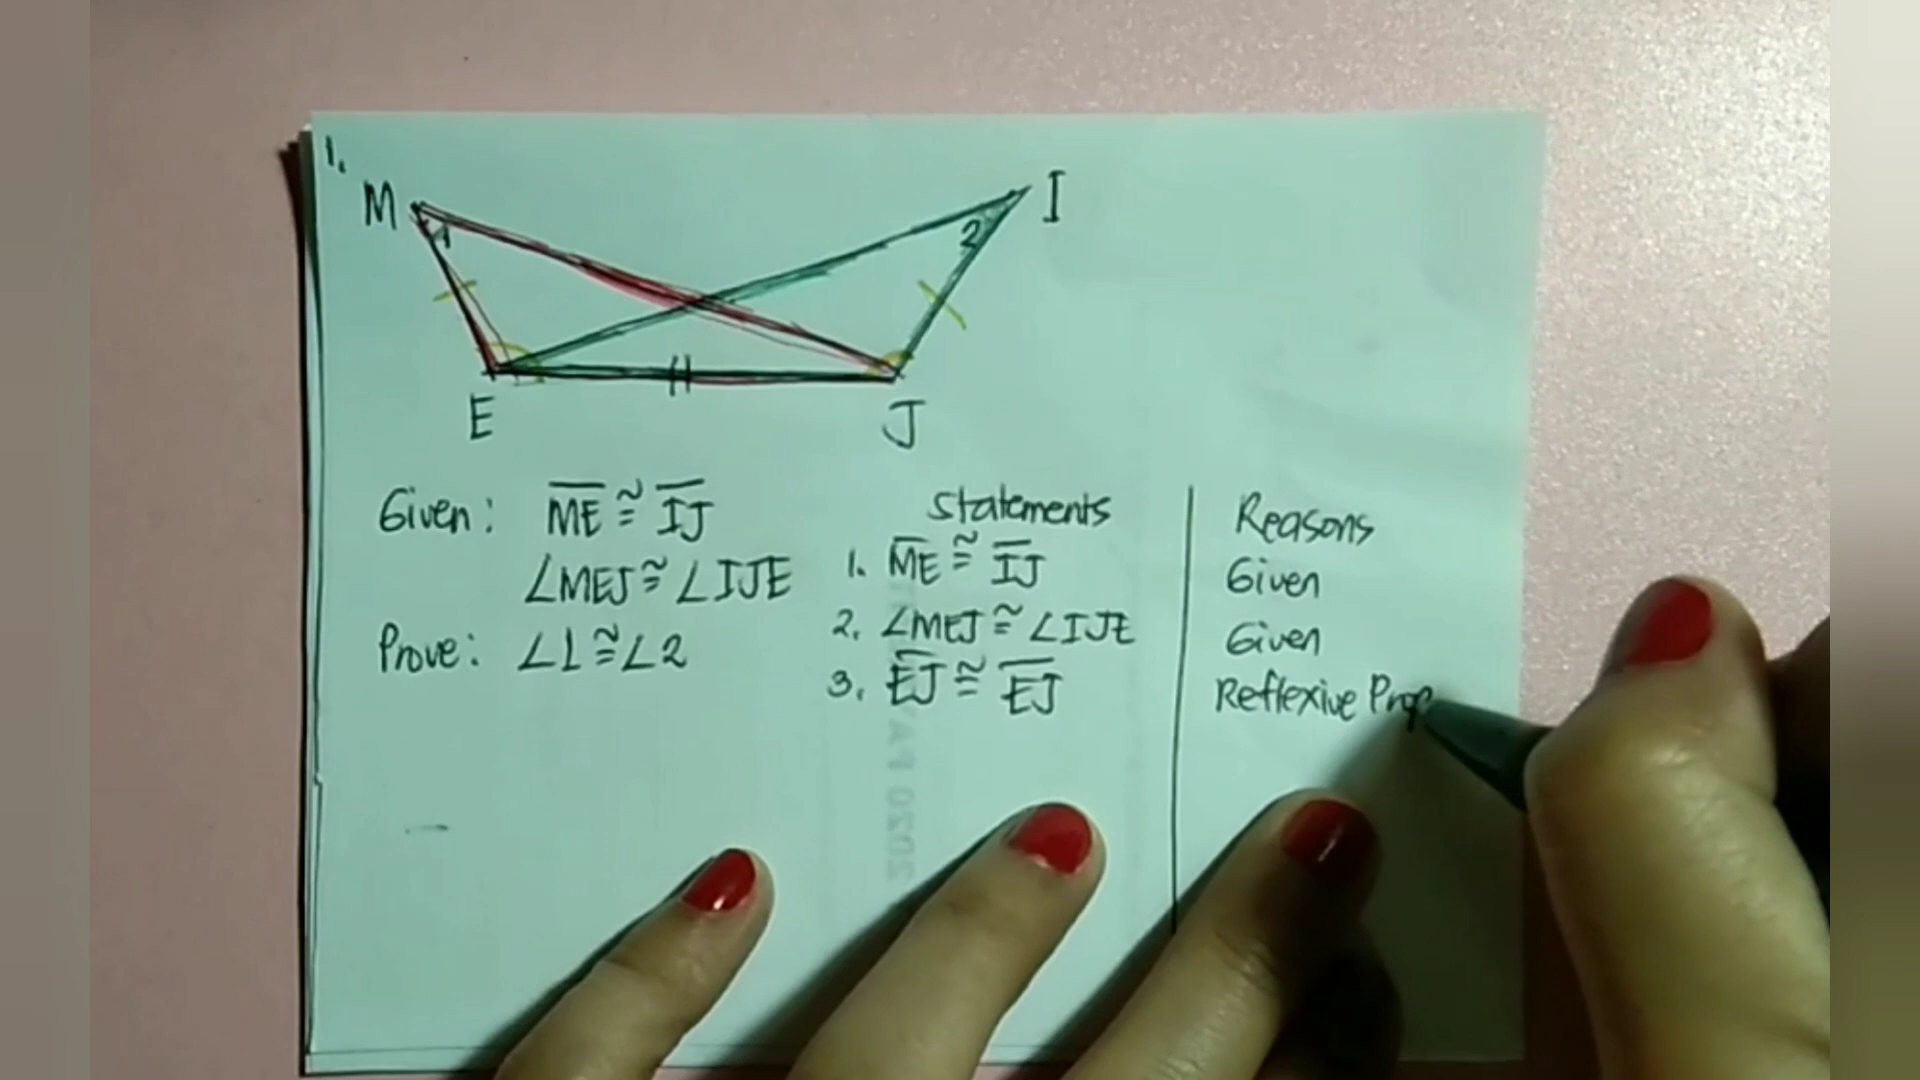 1.
M
I
1
2
E
J
Given: ME ≅ IJ
∠MEJ ≅ ∠IJE
Prove: ∠1 ≅ ∠2
Statements Reasons
1. ME ≅ IJ Given
2. ∠MEJ ≅ ∠IJE Given
3. EJ ≅ EJ Reflexive Prop